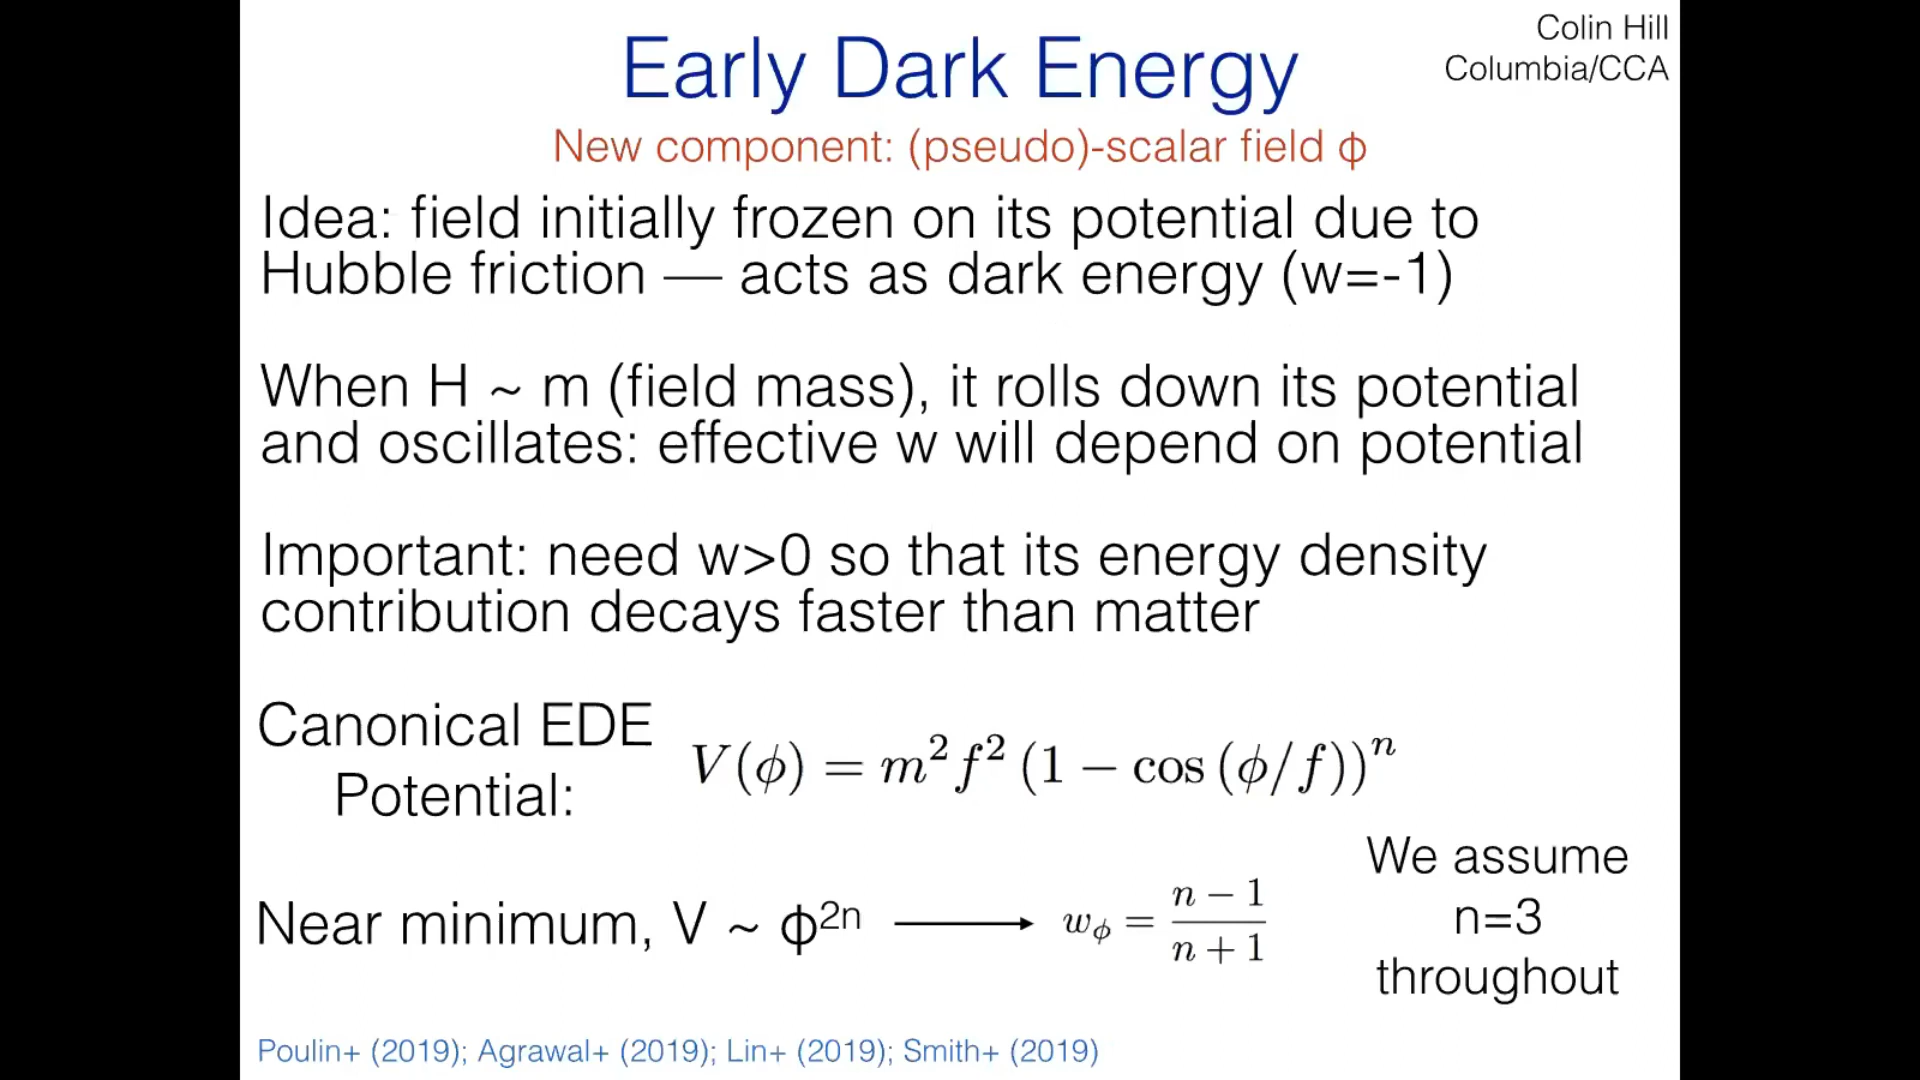 Colin Hill
Columbia/CCA
Early Dark Energy
New component: (pseudo)-scalar field ϕ
Idea: field initially frozen on its potential due to
Hubble friction — acts as dark energy (w=-1)
When H ~ m (field mass), it rolls down its potential
and oscillates: effective w will depend on potential
Important: need w>0 so that its energy density
contribution decays faster than matter
Canonical EDE
Potential:
V(ϕ) = m² f² (1 − cos (ϕ/f))ⁿ
Near minimum, V ~ ϕ²ⁿ ⟶ w_ϕ = (n − 1)/(n + 1)
We assume
n=3
throughout
Poulin+ (2019); Agrawal+ (2019); Lin+ (2019); Smith+ (2019)